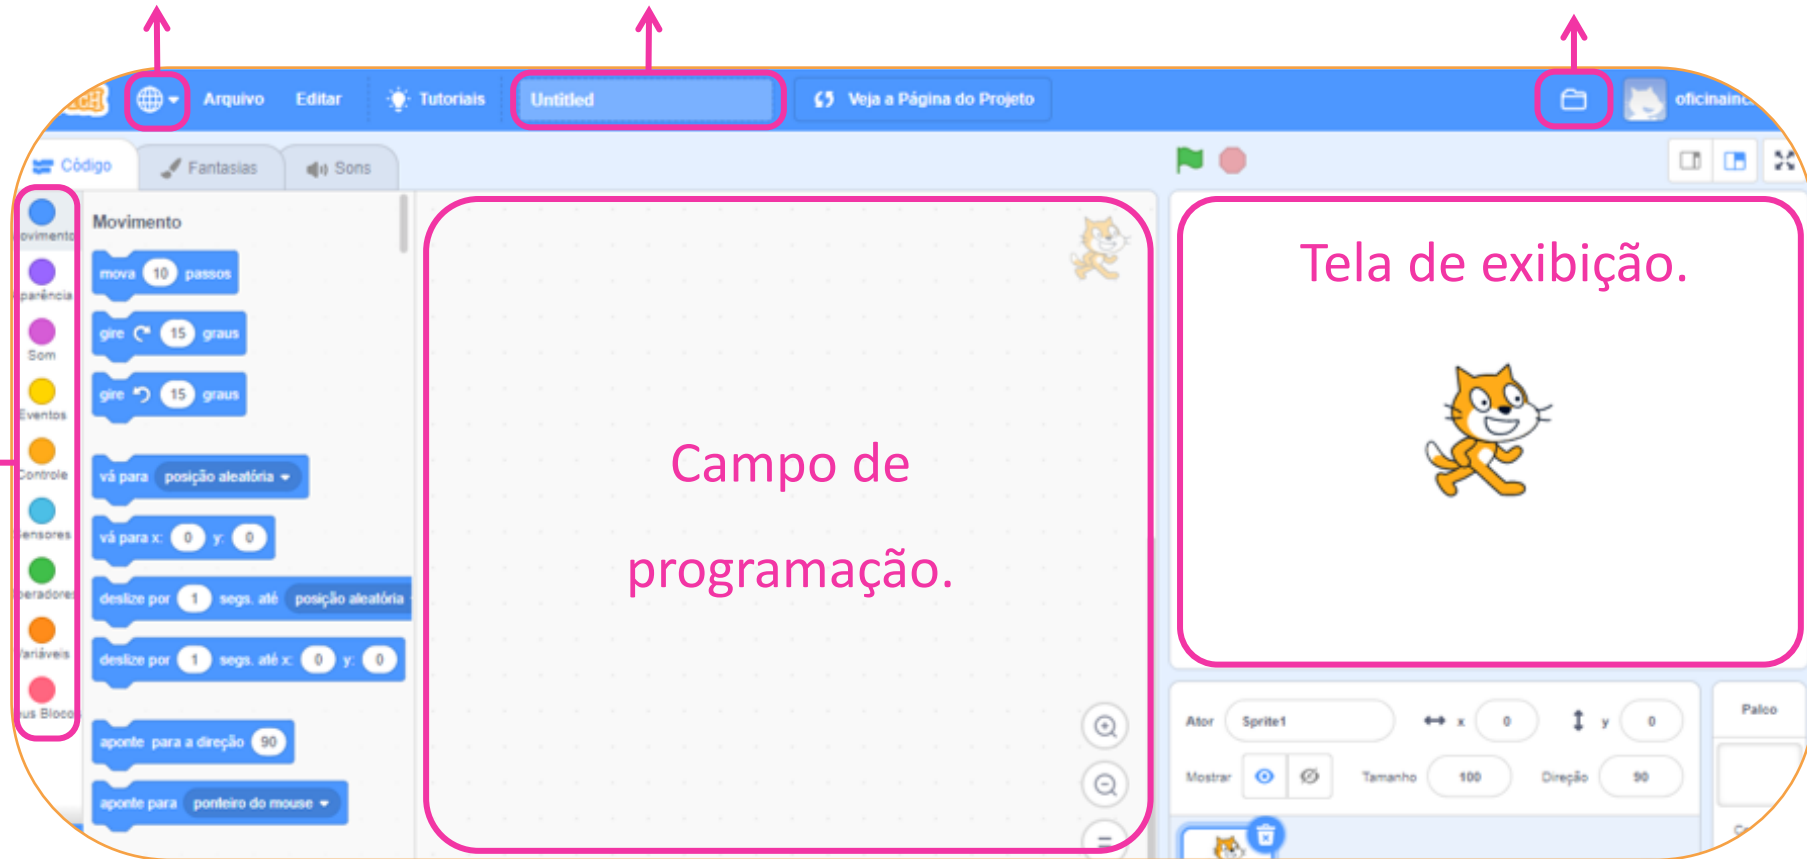 Arquivo Editar Tutoriais Untitled Veja a Página do Projeto
Código Fantasias Sons
Movimento
mova 10 passos
gire 15 graus
gire 15 graus
vá para posição aleatória
vá para x: 0 y: 0
deslize por 1 segs. até posição aleatória
deslize por 1 segs. até x: 0 y: 0
aponte para a direção 90
aponte para ponteiro do mouse
Som
Eventos
Controle
Campo de
programação.
Tela de exibição.
Ator Sprite1 x 0 y 0
Mostrar Tamanho 100 Direção 90
Palco